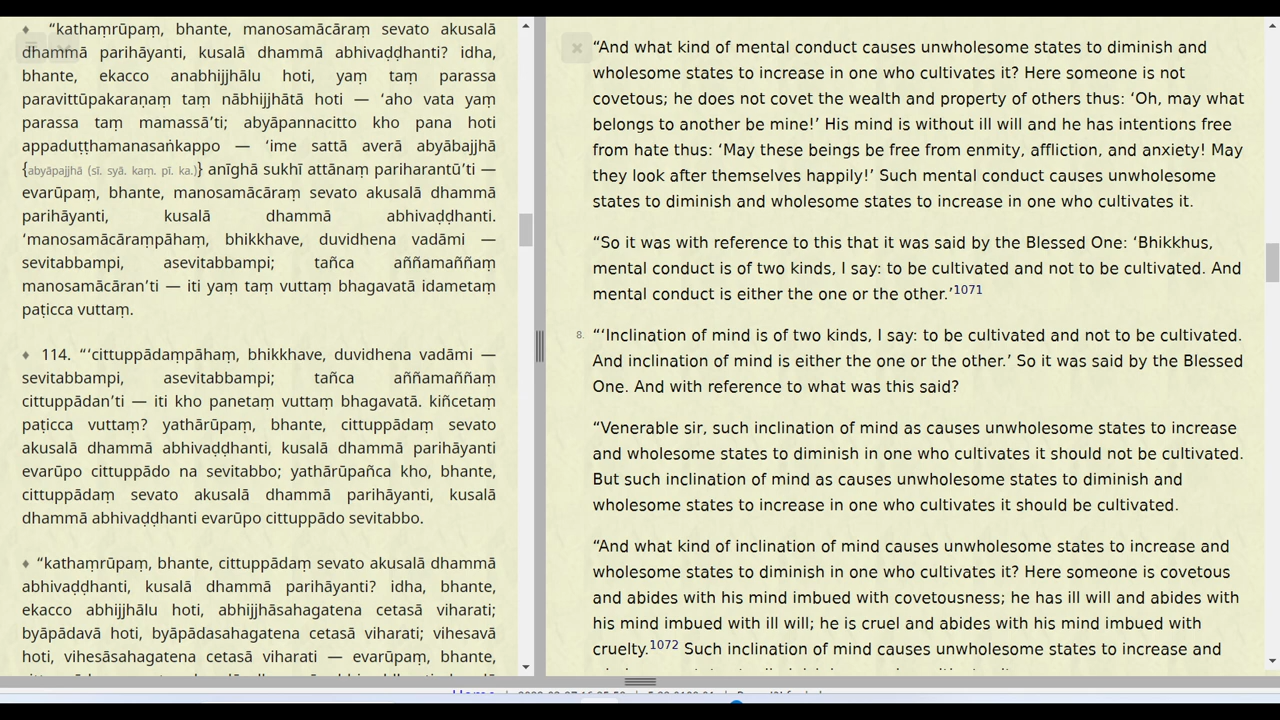 ♦ “kathaṃrūpaṃ, bhante, manosamācāraṃ sevato akusalā
dhammā parihāyanti, kusalā dhammā abhivaḍḍhanti? idha,
bhante, ekacco anabhijjhālu hoti, yaṃ taṃ parassa
paravittūpakaraṇaṃ taṃ nābhijjhātā hoti — ‘aho vata yaṃ
parassa taṃ mamassā’ti; abyāpannacitto kho pana hoti
appaduṭṭhamanasaṅkappo — ‘ime sattā averā abyābajjhā
{abyāpajjhā (sī. syā. kaṃ. pī. ka.)} anīghā sukhī attānaṃ pariharantū’ti —
evarūpaṃ, bhante, manosamācāraṃ sevato akusalā dhammā
parihāyanti, kusalā dhammā abhivaḍḍhanti.
‘manosamācāraṃpāhaṃ, bhikkhave, duvidhena vadāmi —
sevitabbampi, asevitabbampi; tañca aññamaññaṃ
manosamācāran’ti — iti yaṃ taṃ vuttaṃ bhagavatā idametaṃ
paṭicca vuttaṃ.
♦ 114. “‘cittuppādaṃpāhaṃ, bhikkhave, duvidhena vadāmi —
sevitabbampi, asevitabbampi; tañca aññamaññaṃ
cittuppādan’ti — iti kho panetaṃ vuttaṃ bhagavatā. kiñcetaṃ
paṭicca vuttaṃ? yathārūpaṃ, bhante, cittuppādaṃ sevato
akusalā dhammā abhivaḍḍhanti, kusalā dhammā parihāyanti
evarūpo cittuppādo na sevitabbo; yathārūpañca kho, bhante,
cittuppādaṃ sevato akusalā dhammā parihāyanti, kusalā
dhammā abhivaḍḍhanti evarūpo cittuppādo sevitabbo.
♦ “kathaṃrūpaṃ, bhante, cittuppādaṃ sevato akusalā dhammā
abhivaḍḍhanti, kusalā dhammā parihāyanti? idha, bhante,
ekacco abhijjhālu hoti, abhijjhāsahagatena cetasā viharati;
byāpādavā hoti, byāpādasahagatena cetasā viharati; vihesavā
hoti, vihesāsahagatena cetasā viharati — evarūpaṃ, bhante,
“And what kind of mental conduct causes unwholesome states to diminish and
wholesome states to increase in one who cultivates it? Here someone is not
covetous; he does not covet the wealth and property of others thus: ‘Oh, may what
belongs to another be mine!’ His mind is without ill will and he has intentions free
from hate thus: ‘May these beings be free from enmity, affliction, and anxiety! May
they look after themselves happily!’ Such mental conduct causes unwholesome
states to diminish and wholesome states to increase in one who cultivates it.
“So it was with reference to this that it was said by the Blessed One: ‘Bhikkhus,
mental conduct is of two kinds, I say: to be cultivated and not to be cultivated. And
mental conduct is either the one or the other.’1071
8. “‘Inclination of mind is of two kinds, I say: to be cultivated and not to be cultivated.
And inclination of mind is either the one or the other.’ So it was said by the Blessed
One. And with reference to what was this said?
“Venerable sir, such inclination of mind as causes unwholesome states to increase
and wholesome states to diminish in one who cultivates it should not be cultivated.
But such inclination of mind as causes unwholesome states to diminish and
wholesome states to increase in one who cultivates it should be cultivated.
“And what kind of inclination of mind causes unwholesome states to increase and
wholesome states to diminish in one who cultivates it? Here someone is covetous
and abides with his mind imbued with covetousness; he has ill will and abides with
his mind imbued with ill will; he is cruel and abides with his mind imbued with
cruelty.1072 Such inclination of mind causes unwholesome states to increase and